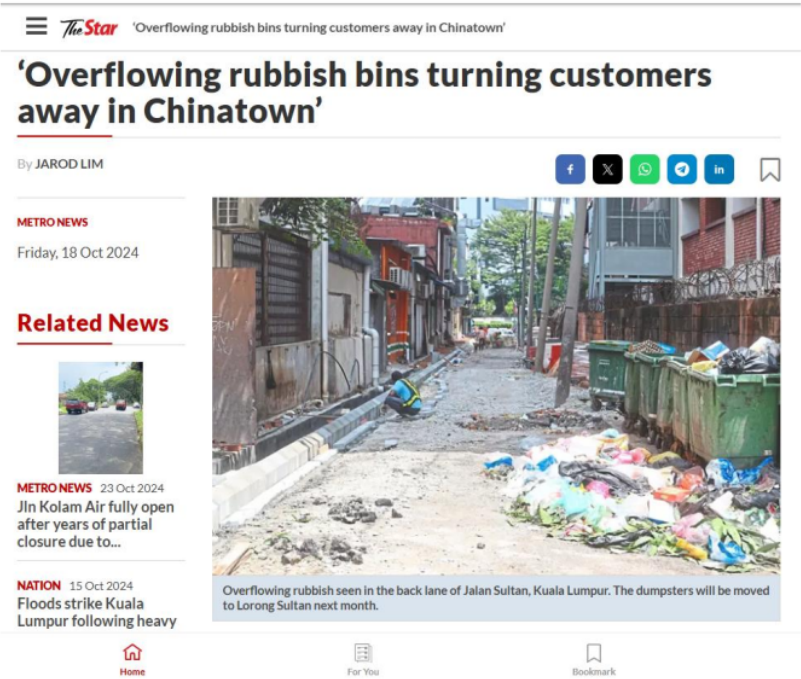 The Star 'Overflowing rubbish bins turning customers away in Chinatown'
'Overflowing rubbish bins turning customers
away in Chinatown'
By JAROD LIM
METRO NEWS
Friday, 18 Oct 2024
Related News
METRO NEWS 23 Oct 2024
Jln Kolam Air fully open
after years of partial
closure due to...
NATION 15 Oct 2024
Floods strike Kuala
Lumpur following heavy
Overflowing rubbish seen in the back lane of Jalan Sultan, Kuala Lumpur. The dumpsters will be moved
to Lorong Sultan next month.
Home
For You
Bookmark